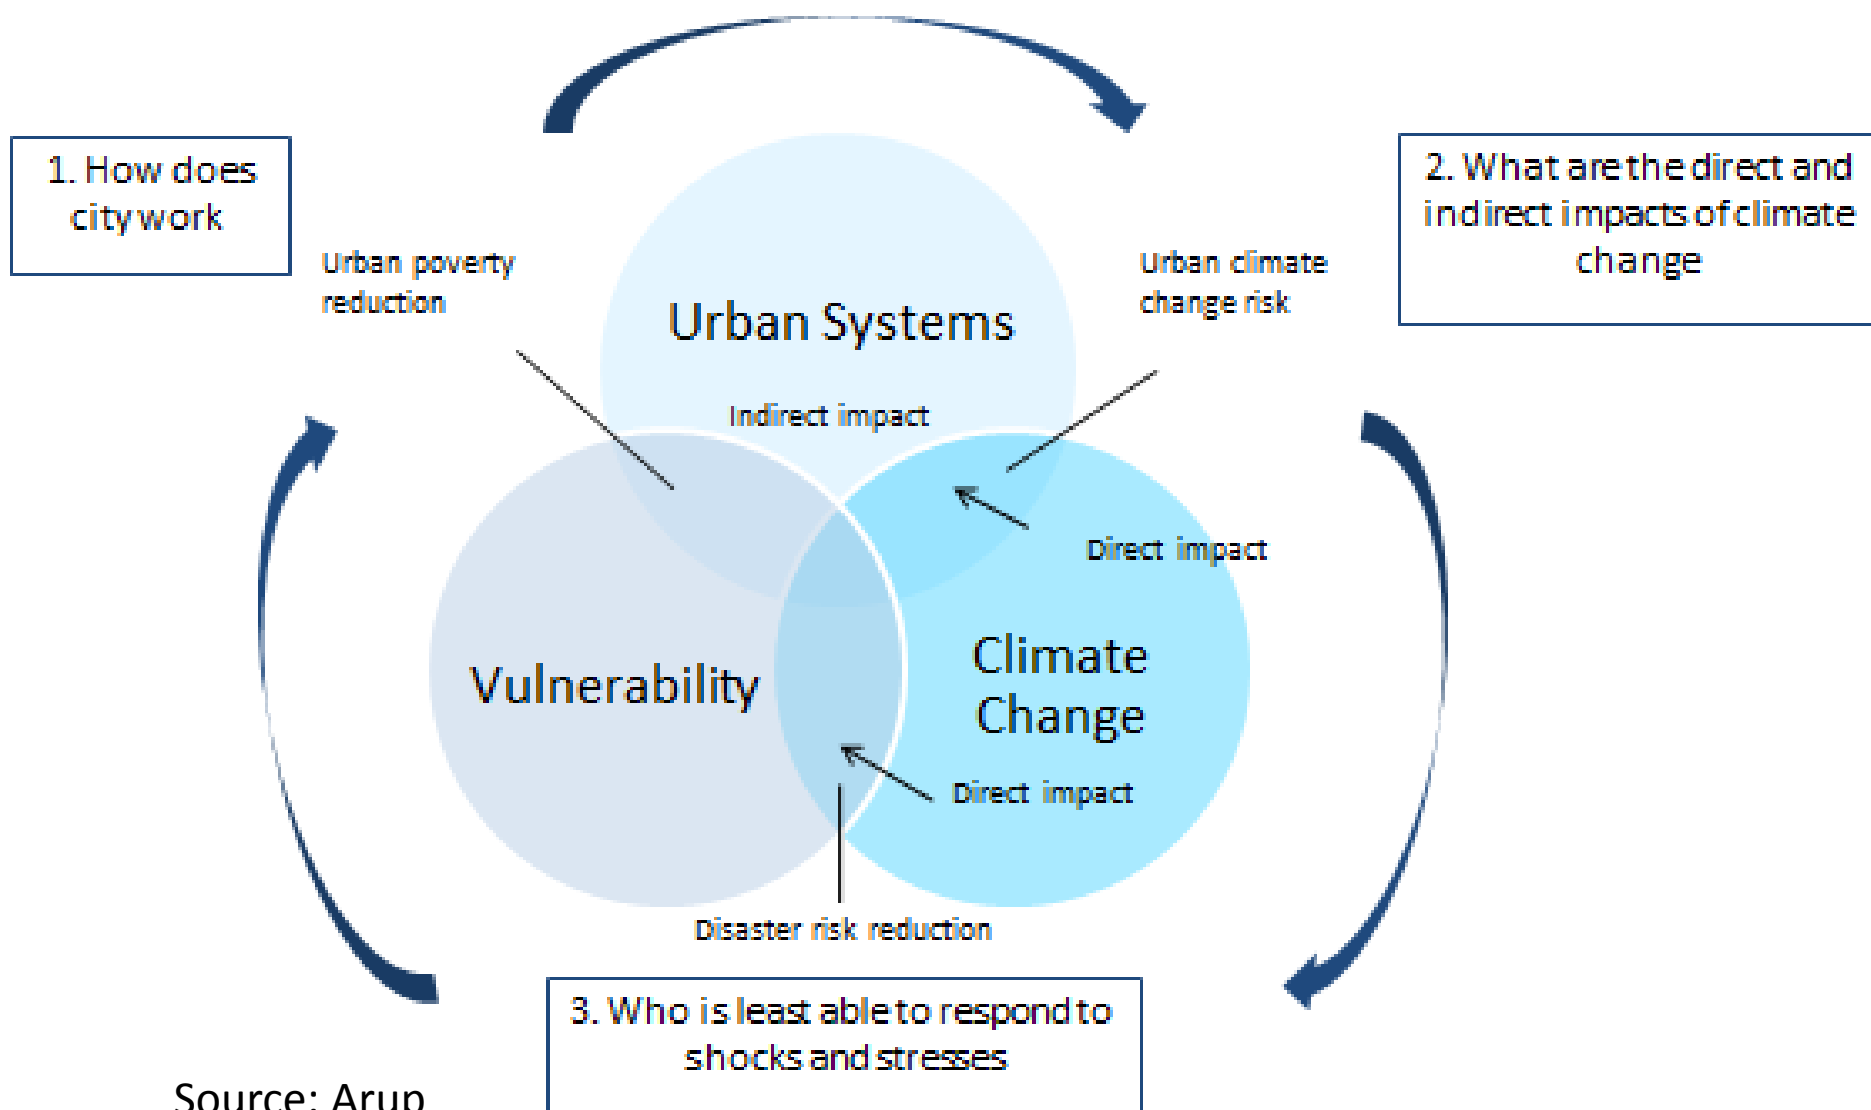 1. How does
city work
2. What are the direct and
indirect impacts of climate
change
Urban poverty
reduction
Urban climate
change risk
Urban Systems
Indirect impact
Direct impact
Vulnerability
Climate
Change
Direct impact
Disaster risk reduction
3. Who is least able to respond to
shocks and stresses
Source: Arup